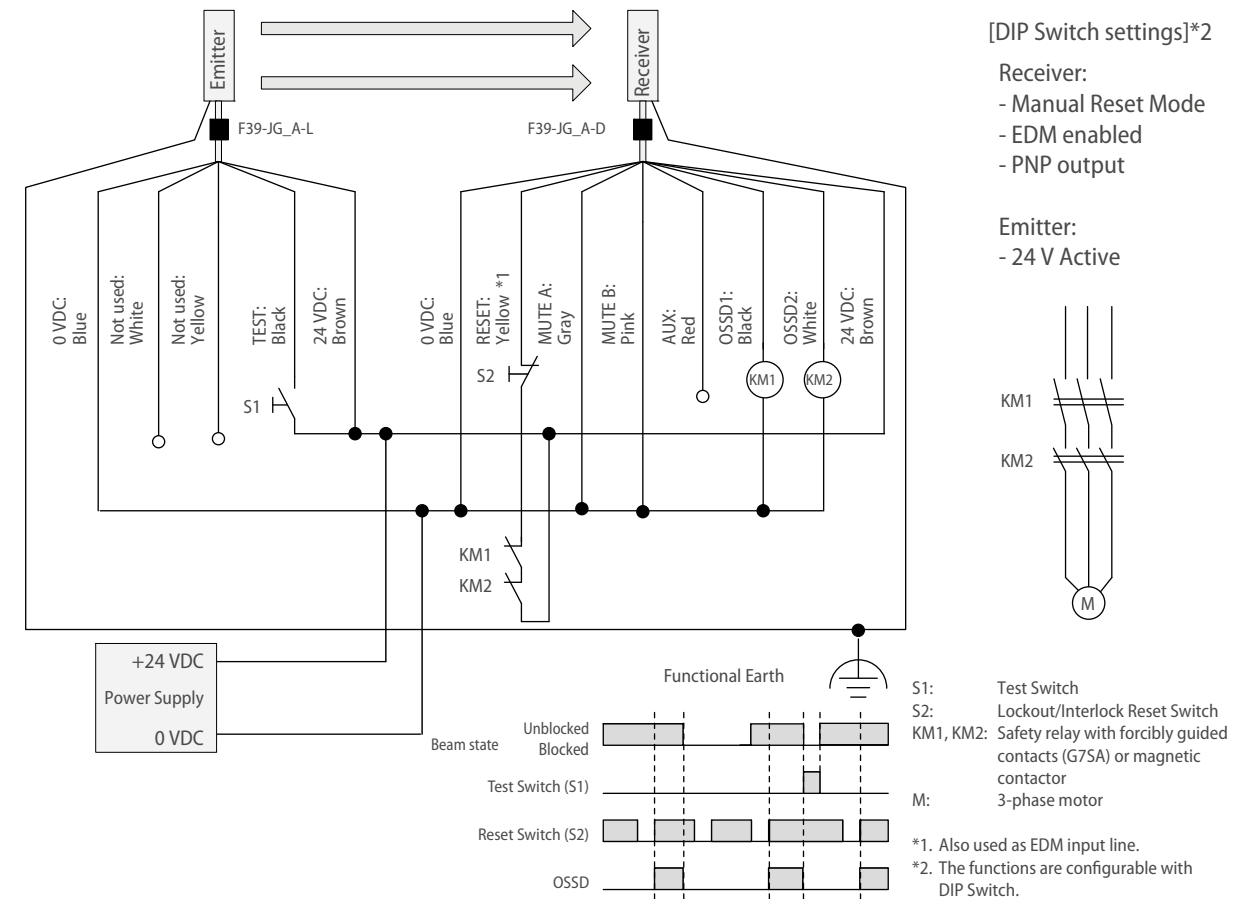 Emitter
Receiver
F39-JG_A-L
F39-JG_A-D
[DIP Switch settings]*2
Receiver:
- Manual Reset Mode
- EDM enabled
- PNP output
Emitter:
- 24 V Active
0 VDC:
Blue
Not used:
White
Not used:
Yellow
TEST:
Black
24 VDC:
Brown
0 VDC:
Blue
RESET:
Yellow *1
MUTE A:
Gray
MUTE B:
Pink
AUX:
Red
OSSD1:
Black
OSSD2:
White
24 VDC:
Brown
S1
S2
KM1
KM2
KM1
KM2
KM1
KM2
M
+24 VDC
Power Supply
0 VDC
Functional Earth
Beam state
Unblocked
Blocked
Test Switch (S1)
Reset Switch (S2)
OSSD
S1: Test Switch
S2: Lockout/Interlock Reset Switch
KM1, KM2: Safety relay with forcibly guided
contacts (G7SA) or magnetic
contactor
M: 3-phase motor
*1. Also used as EDM input line.
*2. The functions are configurable with
DIP Switch.